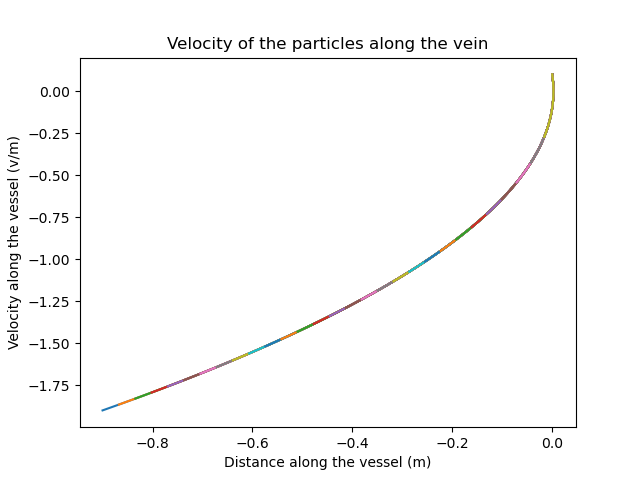 Velocity of the particles along the vein
0.00
−0.25
−0.50
−0.75
−1.00
−1.25
−1.50
−1.75
Velocity along the vessel (v/m)
−0.8 −0.6 −0.4 −0.2 0.0
Distance along the vessel (m)